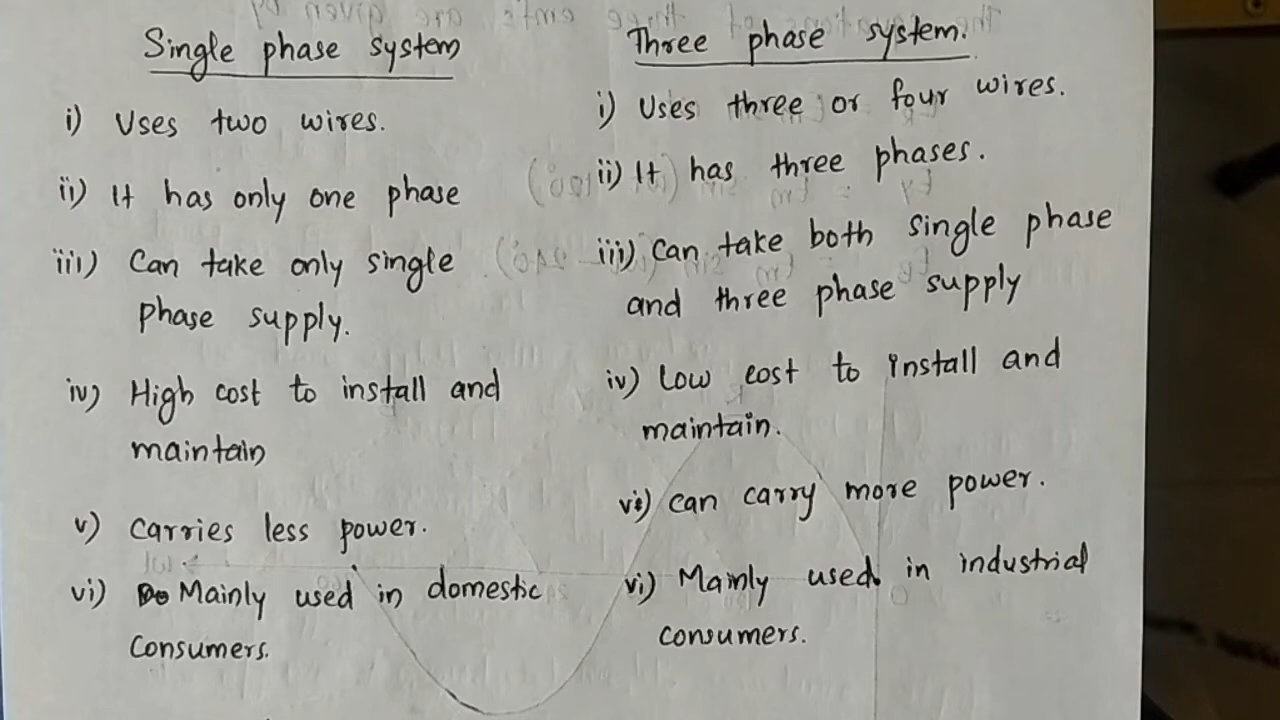 Single phase system
i) Uses two wires.
ii) It has only one phase
iii) Can take only single
phase supply.
iv) High cost to install and
maintain
v) Carries less power.
vi) Mainly used in domestic
Consumers.
Three phase system.
i) Uses three or four wires.
ii) It has three phases.
iii) Can take both single phase
and three phase supply
iv) Low cost to install and
maintain.
v) Can carry more power.
vi) Mainly used in industrial
consumers.